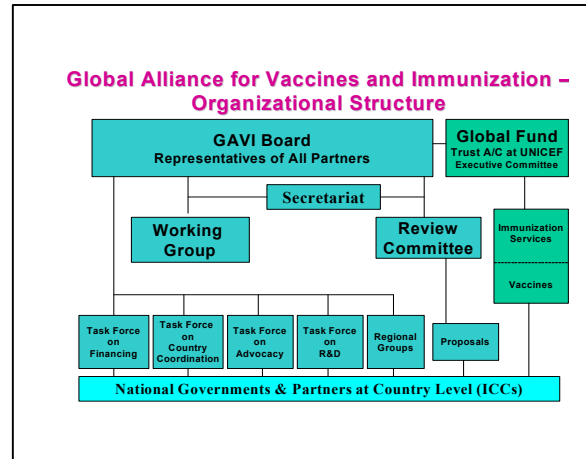 Global Alliance for Vaccines and Immunization –
Organizational Structure
GAVI Board
Representatives of All Partners
Global Fund
Trust A/C at UNICEF
Executive Committee
Secretariat
Working
Group
Review
Committee
Immunization
Services
Vaccines
Task Force
on
Financing
Task Force
on
Country
Coordination
Task Force
on
Advocacy
Task Force
on
R&D
Regional
Groups
Proposals
National Governments & Partners at Country Level (ICCs)